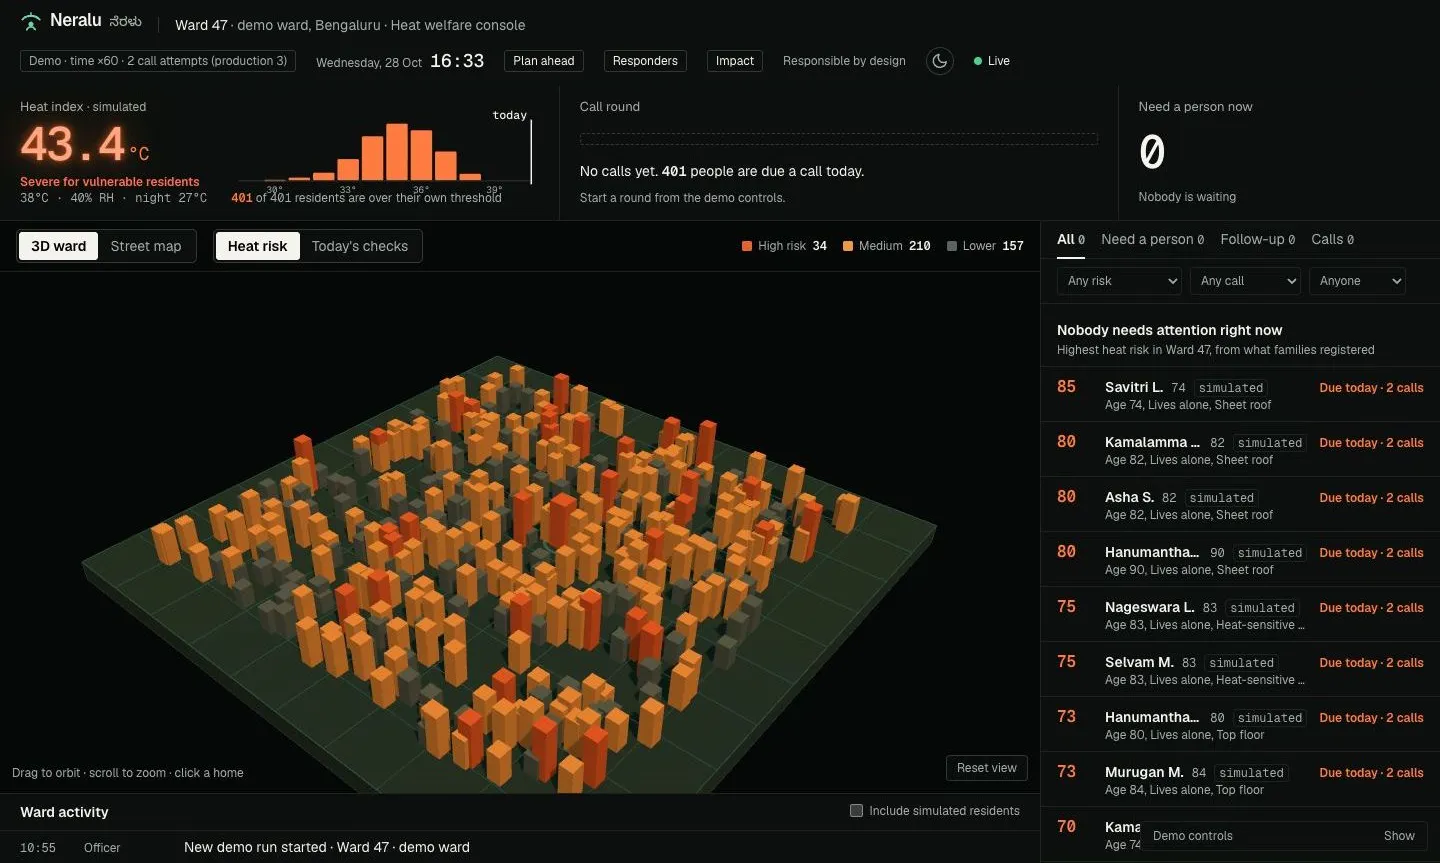 Neralu ನೆರಳು Ward 47 · demo ward, Bengaluru · Heat welfare console
Demo · time ×60 · 2 call attempts (production 3) Wednesday, 28 Oct 16:33 Plan ahead Responders Impact Responsible by design Live
Heat index · simulated
43.4 °C
Severe for vulnerable residents
38°C · 40% RH · night 27°C
today
30° 33° 36° 39°
401 of 401 residents are over their own threshold
Call round
No calls yet. 401 people are due a call today.
Start a round from the demo controls.
Need a person now
0
Nobody is waiting
3D ward Street map Heat risk Today's checks High risk 34 Medium 210 Lower 157
Drag to orbit · scroll to zoom · click a home Reset view
Ward activity Include simulated residents
10:55 Officer New demo run started · Ward 47 · demo ward
All 0 Need a person 0 Follow-up 0 Calls 0
Any risk Any call Anyone
Nobody needs attention right now
Highest heat risk in Ward 47, from what families registered
85 Savitri L. 74 simulated Due today · 2 calls
Age 74, Lives alone, Sheet roof
80 Kamalamma ... 82 simulated Due today · 2 calls
Age 82, Lives alone, Sheet roof
80 Asha S. 82 simulated Due today · 2 calls
Age 82, Lives alone, Sheet roof
80 Hanumantha... 90 simulated Due today · 2 calls
Age 90, Lives alone, Sheet roof
75 Nageswara L. 83 simulated Due today · 2 calls
Age 83, Lives alone, Heat-sensitive ...
75 Selvam M. 83 simulated Due today · 2 calls
Age 83, Lives alone, Heat-sensitive ...
73 Hanumantha... 80 simulated Due today · 2 calls
Age 80, Lives alone, Top floor
73 Murugan M. 84 simulated Due today · 2 calls
Age 84, Lives alone, Top floor
70 Kama
Age 74
Demo controls Show